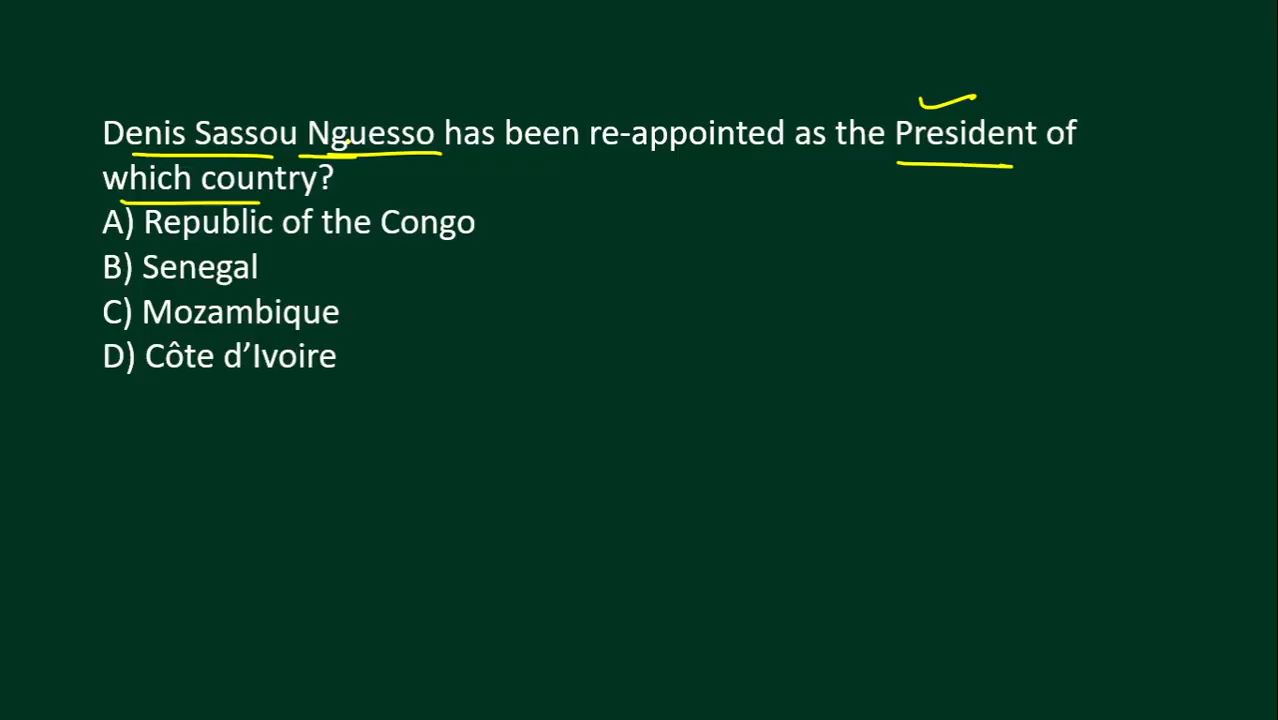 Denis Sassou Nguesso has been re-appointed as the President of
which country?
A) Republic of the Congo
B) Senegal
C) Mozambique
D) Côte d’Ivoire